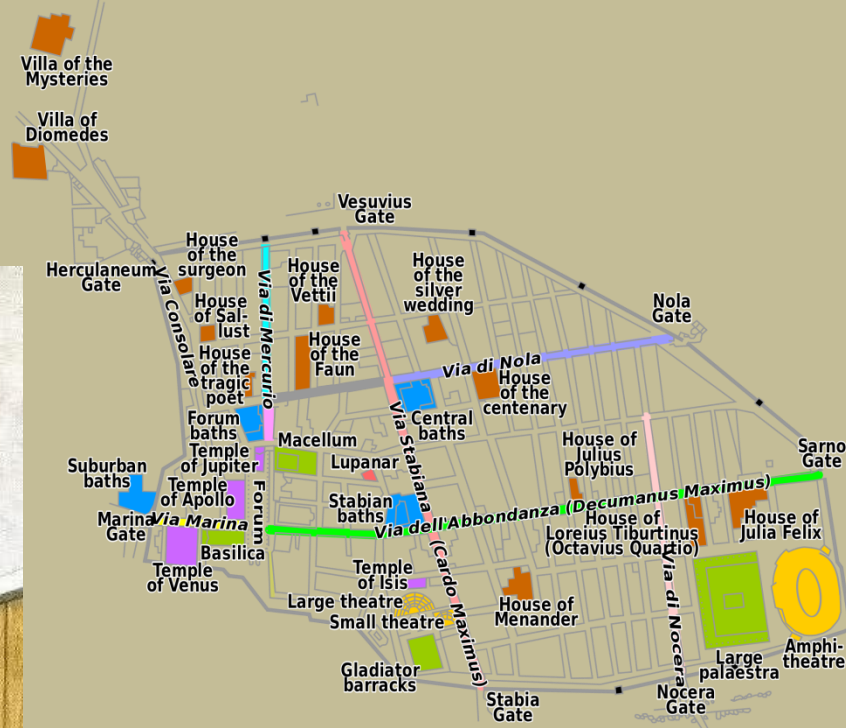 Villa of the
Mysteries
Villa of
Diomedes
Vesuvius
Gate
House
of the
surgeon
Herculaneum
Gate
Via Consolare
Via di Mercurio
House
of the
Vettii
House
of the
silver
wedding
House
of Sal-
lust
House
of the
Faun
Nola
Gate
House
of the
tragic
poet
Via di Nola
House
of the
centenary
Forum
baths
Central
baths
Macellum
Temple
of Jupiter
Lupanar
House of
Julius
Polybius
Sarno
Gate
Suburban
baths
Temple
of Apollo
Forum
Stabian
baths
Via Stabiana (Cardo Maximus)
Via dell'Abbondanza (Decumanus Maximus)
Marina
Gate
Via Marina
Basilica
House of
Loreius Tiburtinus
(Octavius Quartio)
House of
Julia Felix
Temple
of Venus
Temple
of Isis
Large theatre
Small theatre
House of
Menander
Via di Nocera
Gladiator
barracks
Large
palaestra
Amphi-
theatre
Stabia
Gate
Nocera
Gate